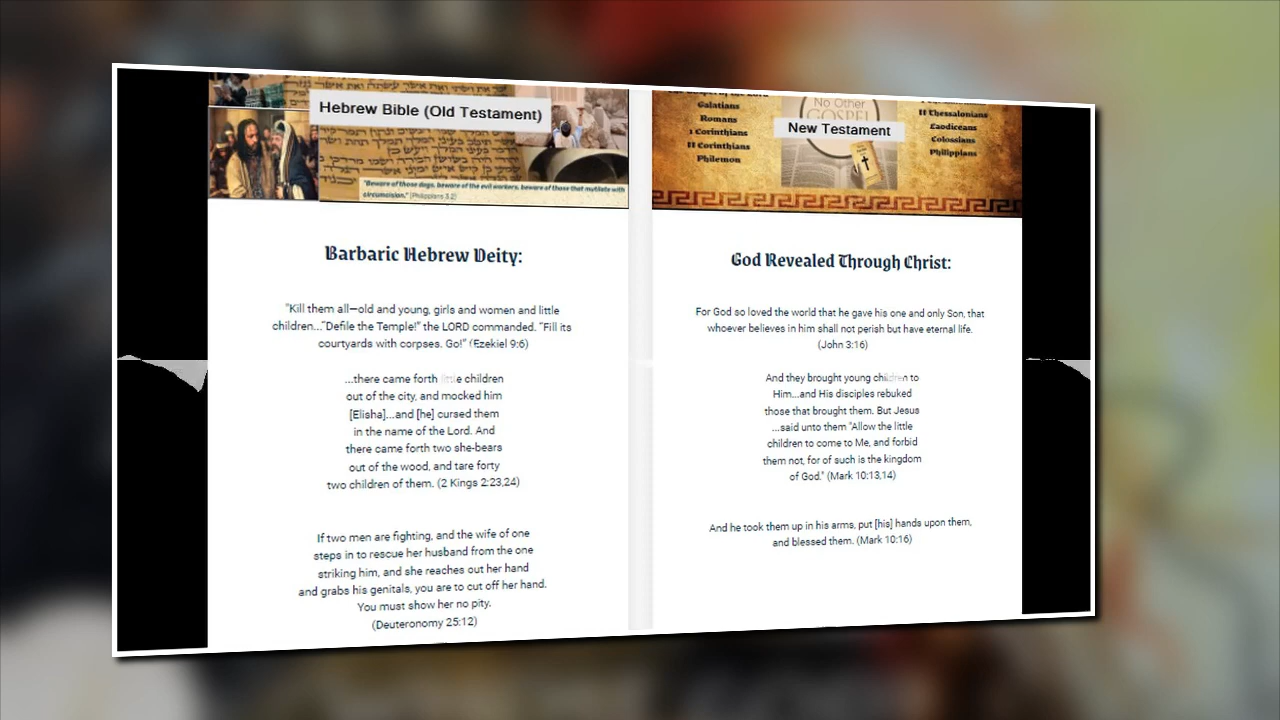 Hebrew Bible (Old Testament)
"Beware of those dogs, beware of the evil workers, beware of those that mutilate with
circumcision." (Philippians 3:2)
Barbaric Hebrew Deity:
"Kill them all—old and young, girls and women and little
children..."Defile the Temple!" the LORD commanded. "Fill its
courtyards with corpses. Go!" (Ezekiel 9:6)
...there came forth little children
out of the city, and mocked him
[Elisha]...and [he] cursed them
in the name of the Lord. And
there came forth two she-bears
out of the wood, and tare forty
two children of them. (2 Kings 2:23,24)
If two men are fighting, and the wife of one
steps in to rescue her husband from the one
striking him, and she reaches out her hand
and grabs his genitals, you are to cut off her hand.
You must show her no pity.
(Deuteronomy 25:12)
Galatians
Romans
1 Corinthians
II Corinthians
Philemon
No Other
GOSPEL
New Testament
II Thessalonians
Laodiceans
Colossians
Philippians
God Revealed Through Christ:
For God so loved the world that he gave his one and only Son, that
whoever believes in him shall not perish but have eternal life.
(John 3:16)
And they brought young children to
Him...and His disciples rebuked
those that brought them. But Jesus
...said unto them "Allow the little
children to come to Me, and forbid
them not, for of such is the kingdom
of God." (Mark 10:13,14)
And he took them up in his arms, put [his] hands upon them,
and blessed them. (Mark 10:16)